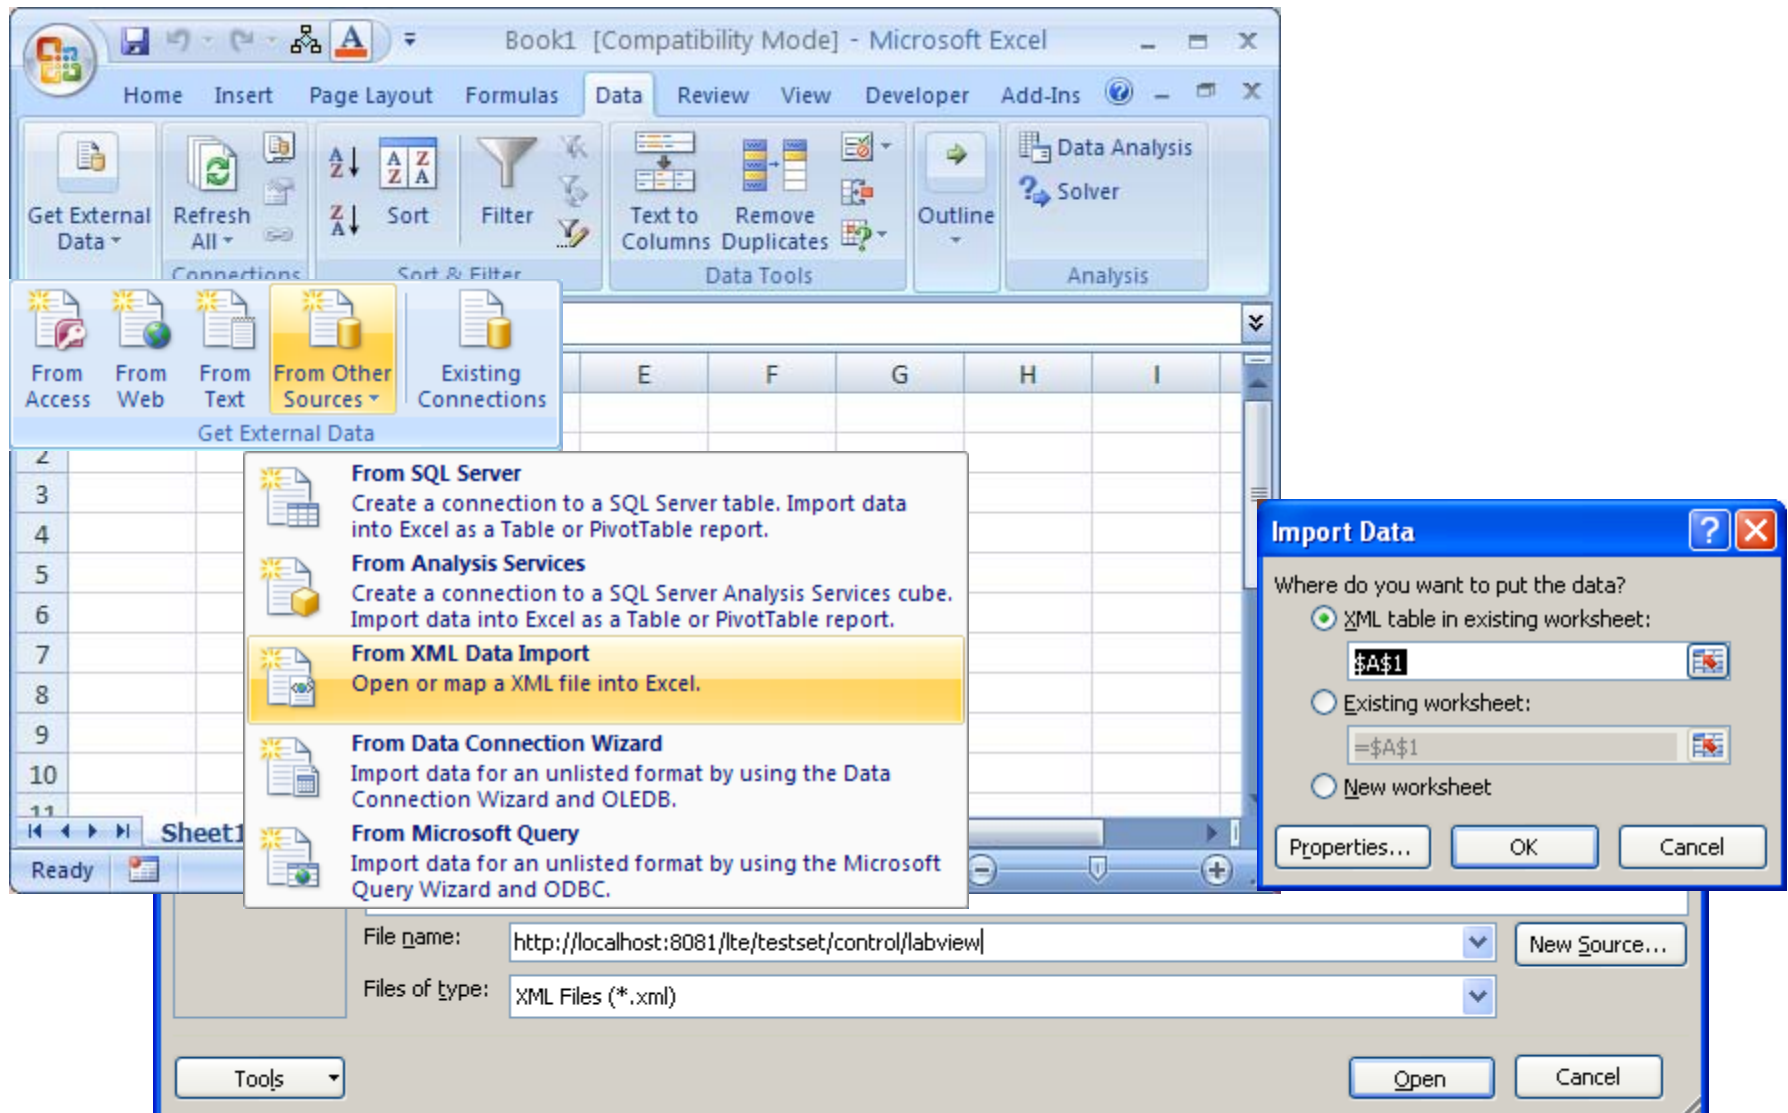 Book1 [Compatibility Mode] - Microsoft Excel
Home Insert Page Layout Formulas Data Review View Developer Add-Ins
Get External Data
Refresh All
Connections
A Z
Z A
A Z
Z A
Sort
Filter
Sort & Filter
Text to Columns
Remove Duplicates
Data Tools
Outline
Data Analysis
Solver
Analysis
From Access
From Web
From Text
From Other Sources
Existing Connections
Get External Data
E F G H I
2
3
4
5
6
7
8
9
10
11
From SQL Server
Create a connection to a SQL Server table. Import data
into Excel as a Table or PivotTable report.
From Analysis Services
Create a connection to a SQL Server Analysis Services cube.
Import data into Excel as a Table or PivotTable report.
From XML Data Import
Open or map a XML file into Excel.
From Data Connection Wizard
Import data for an unlisted format by using the Data
Connection Wizard and OLEDB.
From Microsoft Query
Import data for an unlisted format by using the Microsoft
Query Wizard and ODBC.
Sheet1
Ready
Import Data
Where do you want to put the data?
XML table in existing worksheet:
$A$1
Existing worksheet:
=$A$1
New worksheet
Properties... OK Cancel
File name: http://localhost:8081/lte/testset/control/labview New Source...
Files of type: XML Files (*.xml)
Tools Open Cancel